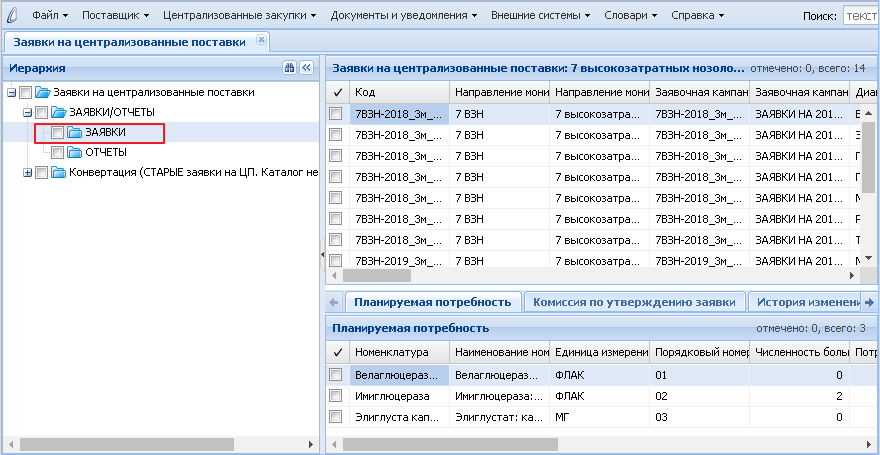 Файл Поставщик Централизованные закупки Документы и уведомления Внешние системы Словари Справка Поиск: текст
Заявки на централизованные поставки
Иерархия
Заявки на централизованные поставки
ЗАЯВКИ/ОТЧЕТЫ
ЗАЯВКИ
ОТЧЕТЫ
Конвертация (СТАРЫЕ заявки на ЦП. Каталог не
Заявки на централизованные поставки: 7 высокозатратных нозоло... отмечено: 0, всего: 14
Код Направление мони Направление мони Заявочная кампан Заявочная кампан Диа
7ВЗН-2018_3м_... 7 ВЗН 7 высокозатра... 7ВЗН-2018_3м_... ЗАЯВКИ НА 201...
7ВЗН-2018_3м_... 7 ВЗН 7 высокозатра... 7ВЗН-2018_3м_... ЗАЯВКИ НА 201...
7ВЗН-2018_3м_... 7 ВЗН 7 высокозатра... 7ВЗН-2018_3м_... ЗАЯВКИ НА 201...
7ВЗН-2018_3м_... 7 ВЗН 7 высокозатра... 7ВЗН-2018_3м_... ЗАЯВКИ НА 201...
7ВЗН-2018_3м_... 7 ВЗН 7 высокозатра... 7ВЗН-2018_3м_... ЗАЯВКИ НА 201...
7ВЗН-2018_3м_... 7 ВЗН 7 высокозатра... 7ВЗН-2018_3м_... ЗАЯВКИ НА 201...
7ВЗН-2018_3м_... 7 ВЗН 7 высокозатра... 7ВЗН-2018_3м_... ЗАЯВКИ НА 201...
7ВЗН-2019_3м_... 7 ВЗН 7 высокозатра... 7ВЗН-2019_3м_... ЗАЯВКИ НА 201...
Планируемая потребность Комиссия по утверждению заявки История изменени
Планируемая потребность отмечено: 0, всего: 3
Номенклатура Наименование ном Единица измерени Порядковый номер Численность боль Потр
Велаглюцераз... Велаглюцераз... ФЛАК 01 0
Имиглюцераза Имиглюцераза:... ФЛАК 02 2
Элиглустат кап... Элиглустат: ка... МГ 03 0